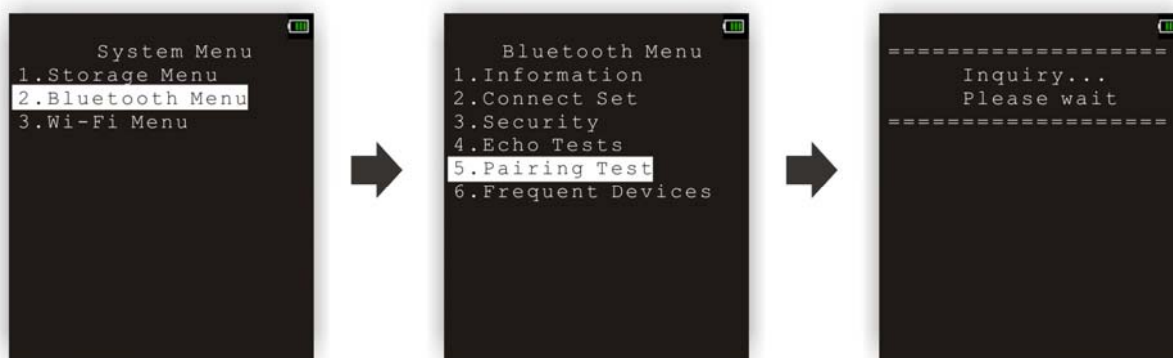 System Menu
1.Storage Menu
2.Bluetooth Menu
3.Wi-Fi Menu
Bluetooth Menu
1.Information
2.Connect Set
3.Security
4.Echo Tests
5.Pairing Test
6.Frequent Devices
===================
Inquiry...
Please wait
===================